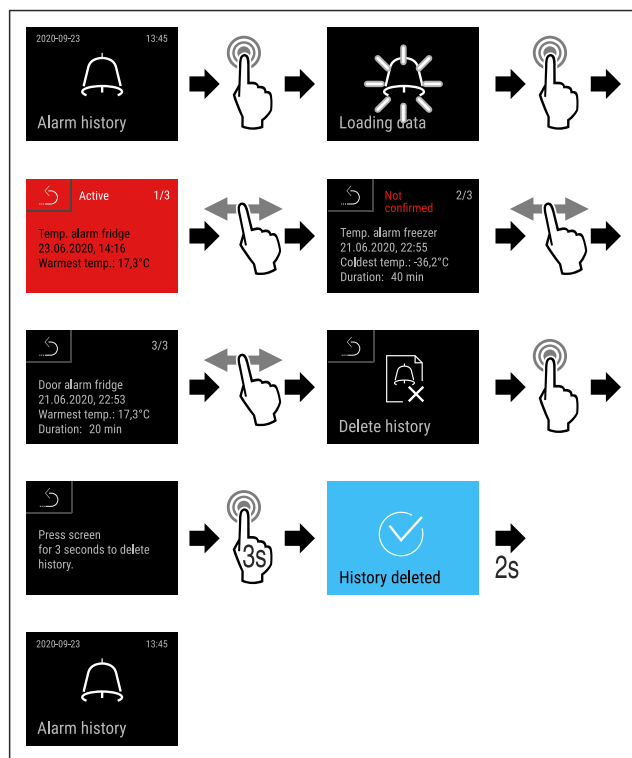 2020-09-23 13:45
Alarm history
Loading data
Active 1/3
Temp. alarm fridge
23.06.2020, 14:16
Warmest temp.: 17,3°C
Not 2/3
confirmed
Temp. alarm freezer
21.06.2020, 22:55
Coldest temp.: -36,2°C
Duration: 40 min
3/3
Door alarm fridge
21.06.2020, 22:53
Warmest temp.: 17,3°C
Duration: 20 min
Delete history
Press screen
for 3 seconds to delete
history.
3s
History deleted
2s
2020-09-23 13:45
Alarm history